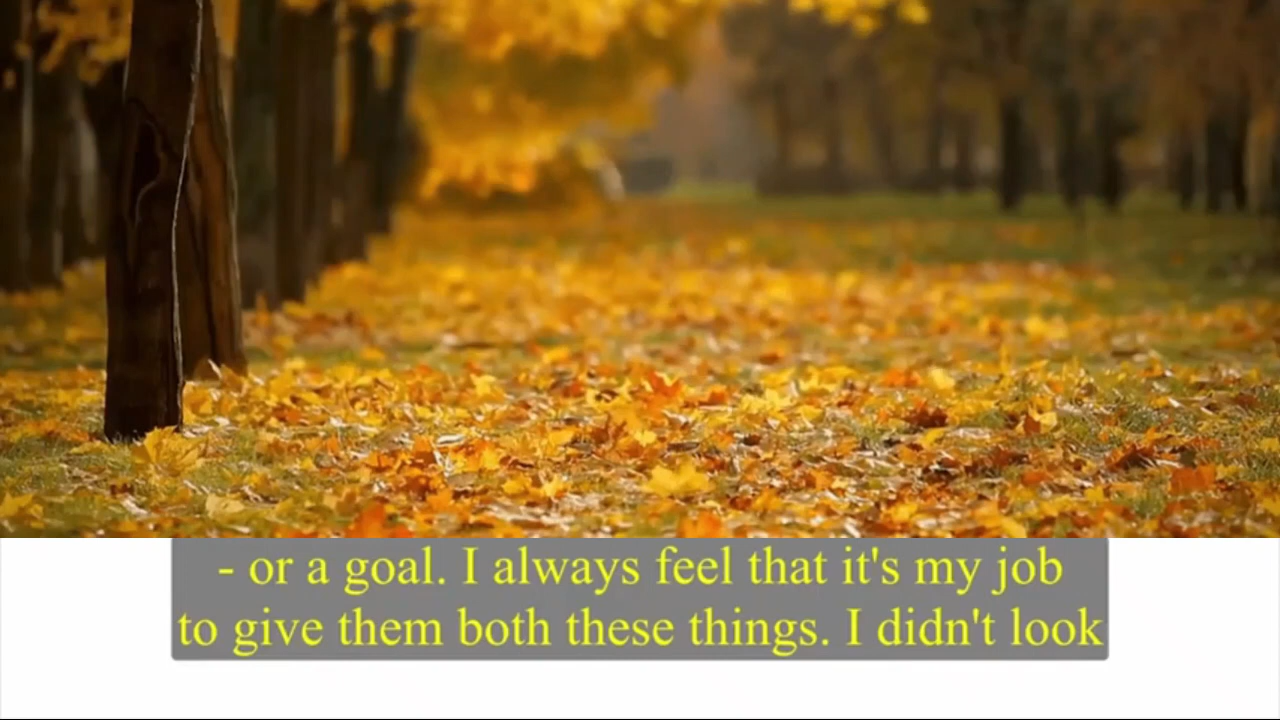 - or a goal. I always feel that it's my job
to give them both these things. I didn't look